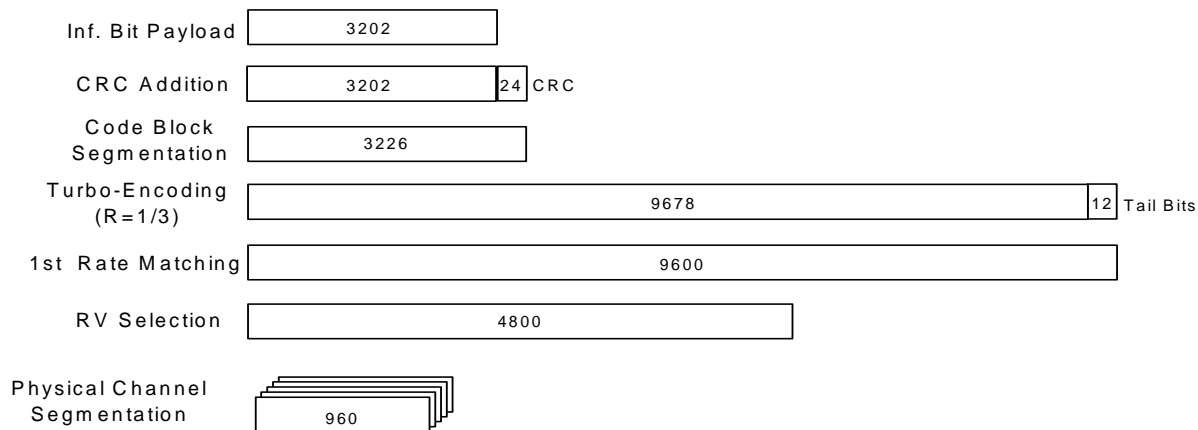 Inf. Bit Payload 3202
CRC Addition 3202 24 CRC
Code Block
Segmentation 3226
Turbo-Encoding
(R=1/3) 9678 12 Tail Bits
1st Rate Matching 9600
RV Selection 4800
Physical Channel
Segmentation 960